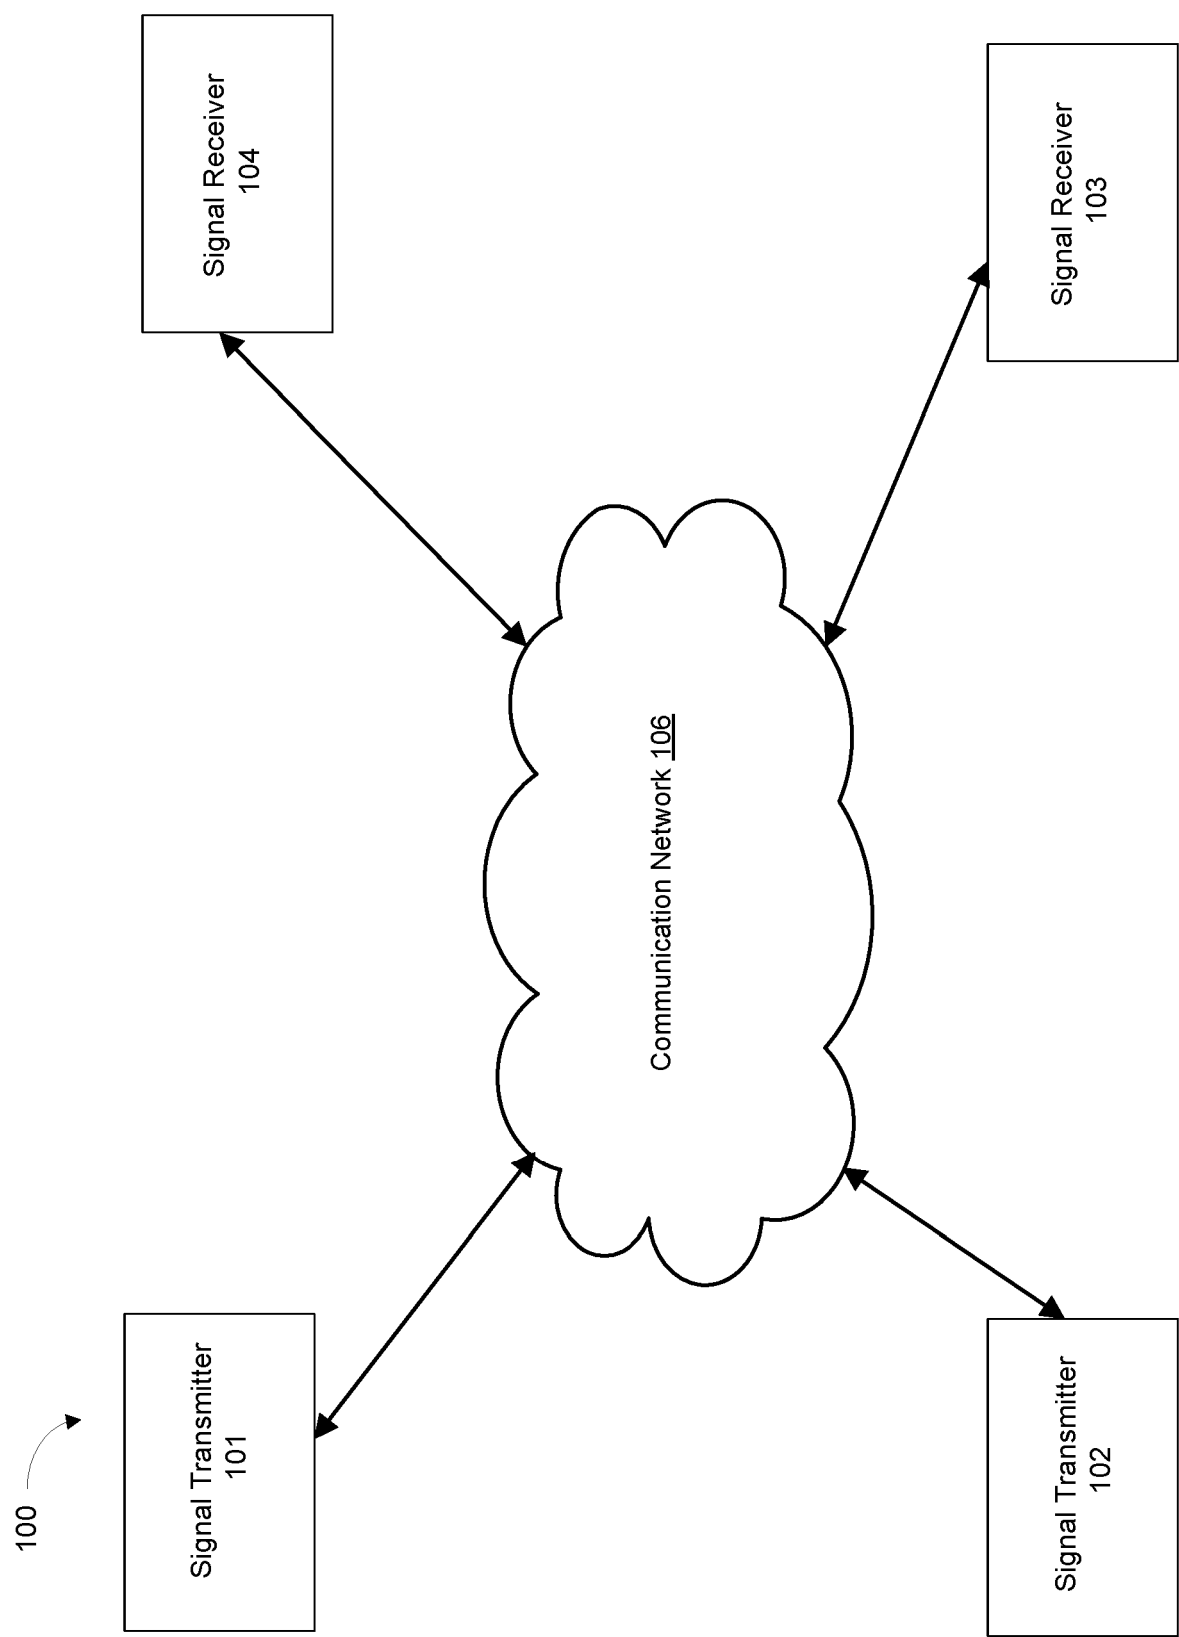 100
Signal Transmitter
101
Signal Receiver
104
Communication Network 106
Signal Transmitter
102
Signal Receiver
103